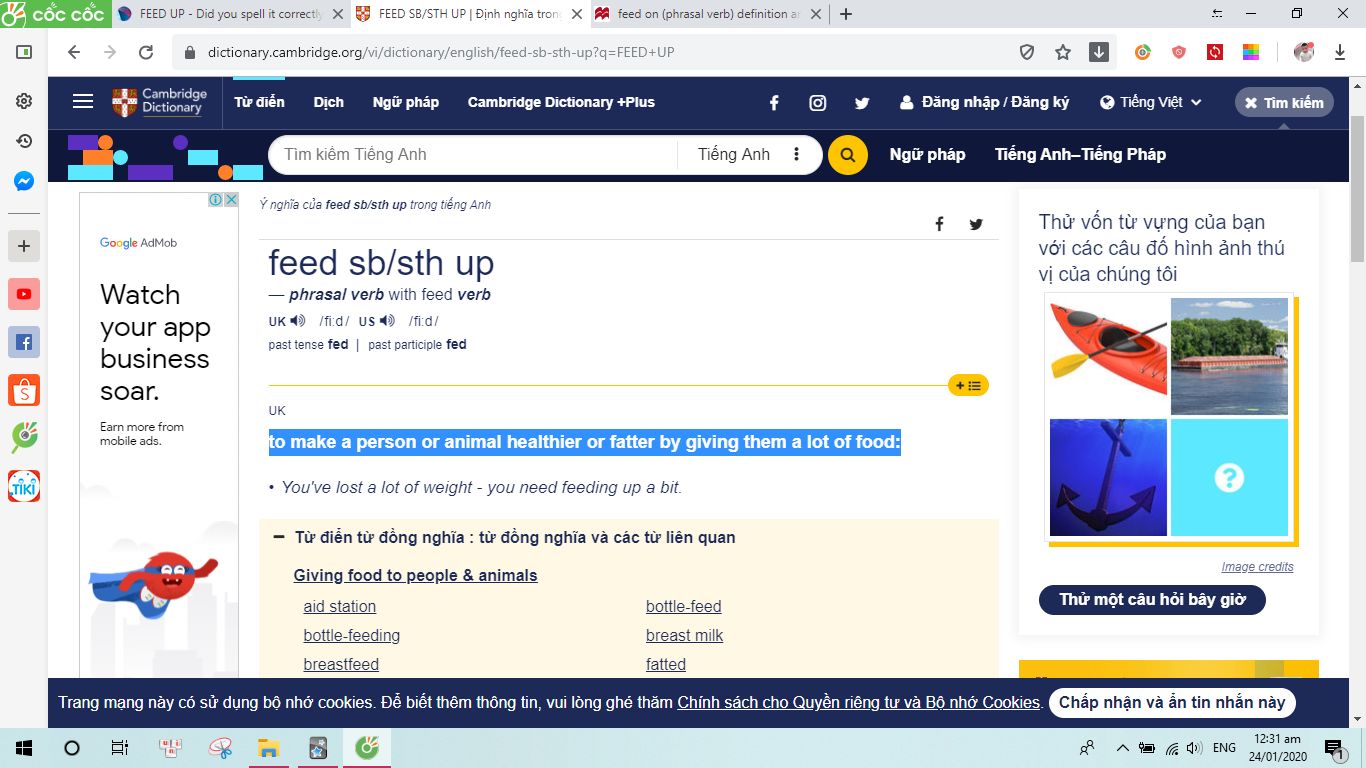 cốc cốc
FEED UP - Did you spell it correctly
FEED SB/STH UP | Định nghĩa tron
feed on (phrasal verb) definition a
dictionary.cambridge.org/vi/dictionary/english/feed-sb-sth-up?q=FEED+UP
Cambridge
Dictionary
Từ điển
Dịch
Ngữ pháp
Cambridge Dictionary +Plus
Đăng nhập / Đăng ký
Tiếng Việt
Tìm kiếm
Tìm kiếm Tiếng Anh
Tiếng Anh
Ngữ pháp
Tiếng Anh–Tiếng Pháp
Google AdMob
Watch
your app
business
soar.
Earn more from
mobile ads.
Ý nghĩa của feed sb/sth up trong tiếng Anh
feed sb/sth up
— phrasal verb with feed verb
UK /fiːd/ US /fiːd/
past tense fed | past participle fed
UK
to make a person or animal healthier or fatter by giving them a lot of food:
• You've lost a lot of weight - you need feeding up a bit.
Từ điển từ đồng nghĩa : từ đồng nghĩa và các từ liên quan
Giving food to people & animals
aid station
bottle-feed
bottle-feeding
breast milk
breastfeed
fatted
Thử vốn từ vựng của bạn
với các câu đố hình ảnh thú
vị của chúng tôi
?
Image credits
Thử một câu hỏi bây giờ
Trang mạng này có sử dụng bộ nhớ cookies. Để biết thêm thông tin, vui lòng ghé thăm Chính sách cho Quyền riêng tư và Bộ nhớ Cookies.
Chấp nhận và ẩn tin nhắn này
TIKI
ENG
12:31 am
24/01/2020
1